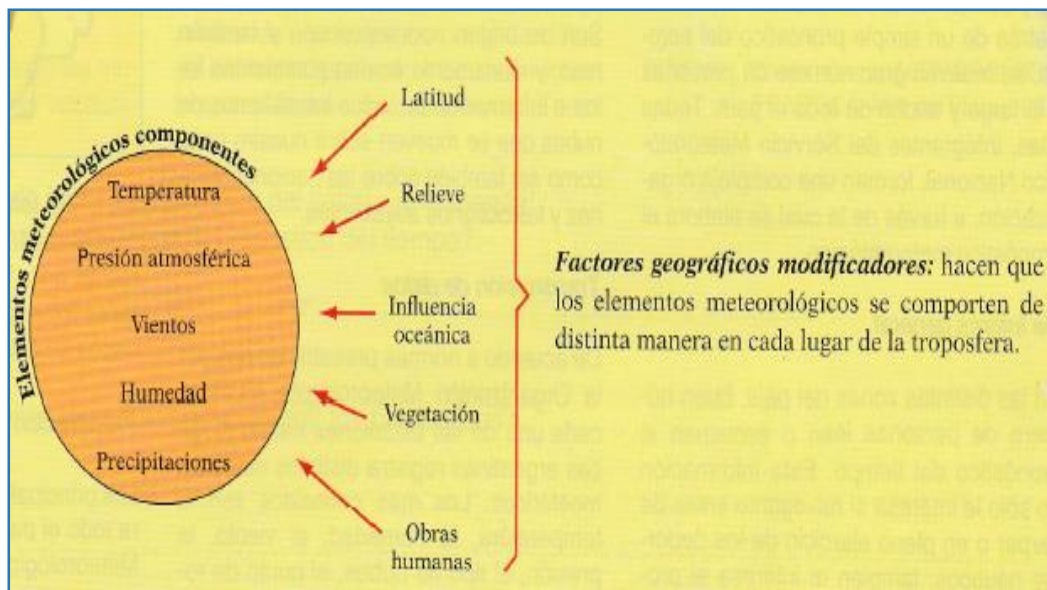 Elementos meteorológicos componentes
Temperatura
Presión atmosférica
Vientos
Humedad
Precipitaciones
Latitud
Relieve
Influencia
oceánica
Vegetación
Obras
humanas
Factores geográficos modificadores: hacen que
los elementos meteorológicos se comporten de
distinta manera en cada lugar de la troposfera.